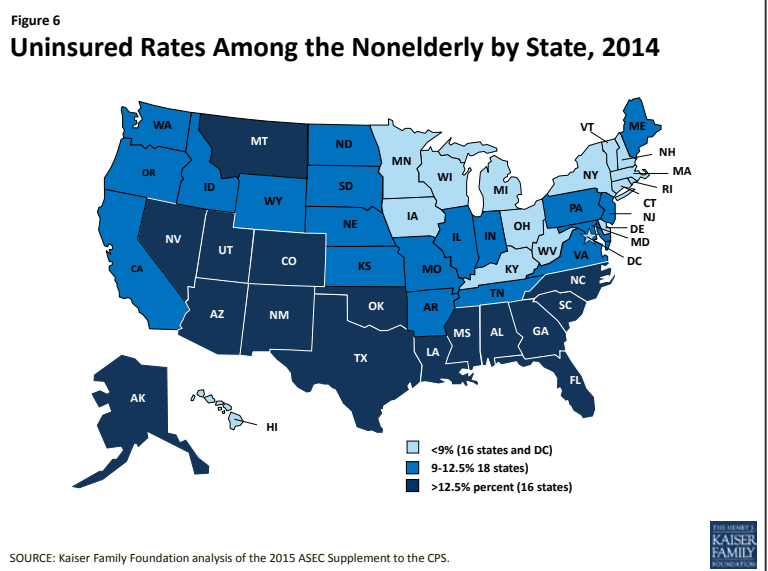 Figure 6
Uninsured Rates Among the Nonelderly by State, 2014
WA
MT
ND
MN
VT
ME
OR
ID
SD
WI
MI
NY
NH
MA
RI
CT
WY
IA
PA
NJ
NE
IL
IN
OH
DE
NV
UT
CO
KS
MO
WV
VA
MD
DC
CA
KY
NC
TN
AZ
NM
OK
AR
SC
MS
AL
GA
TX
LA
FL
AK
HI
<9% (16 states and DC)
9-12.5% 18 states)
>12.5% percent (16 states)
SOURCE: Kaiser Family Foundation analysis of the 2015 ASEC Supplement to the CPS.
THE HENRY J.
KAISER
FAMILY
FOUNDATION